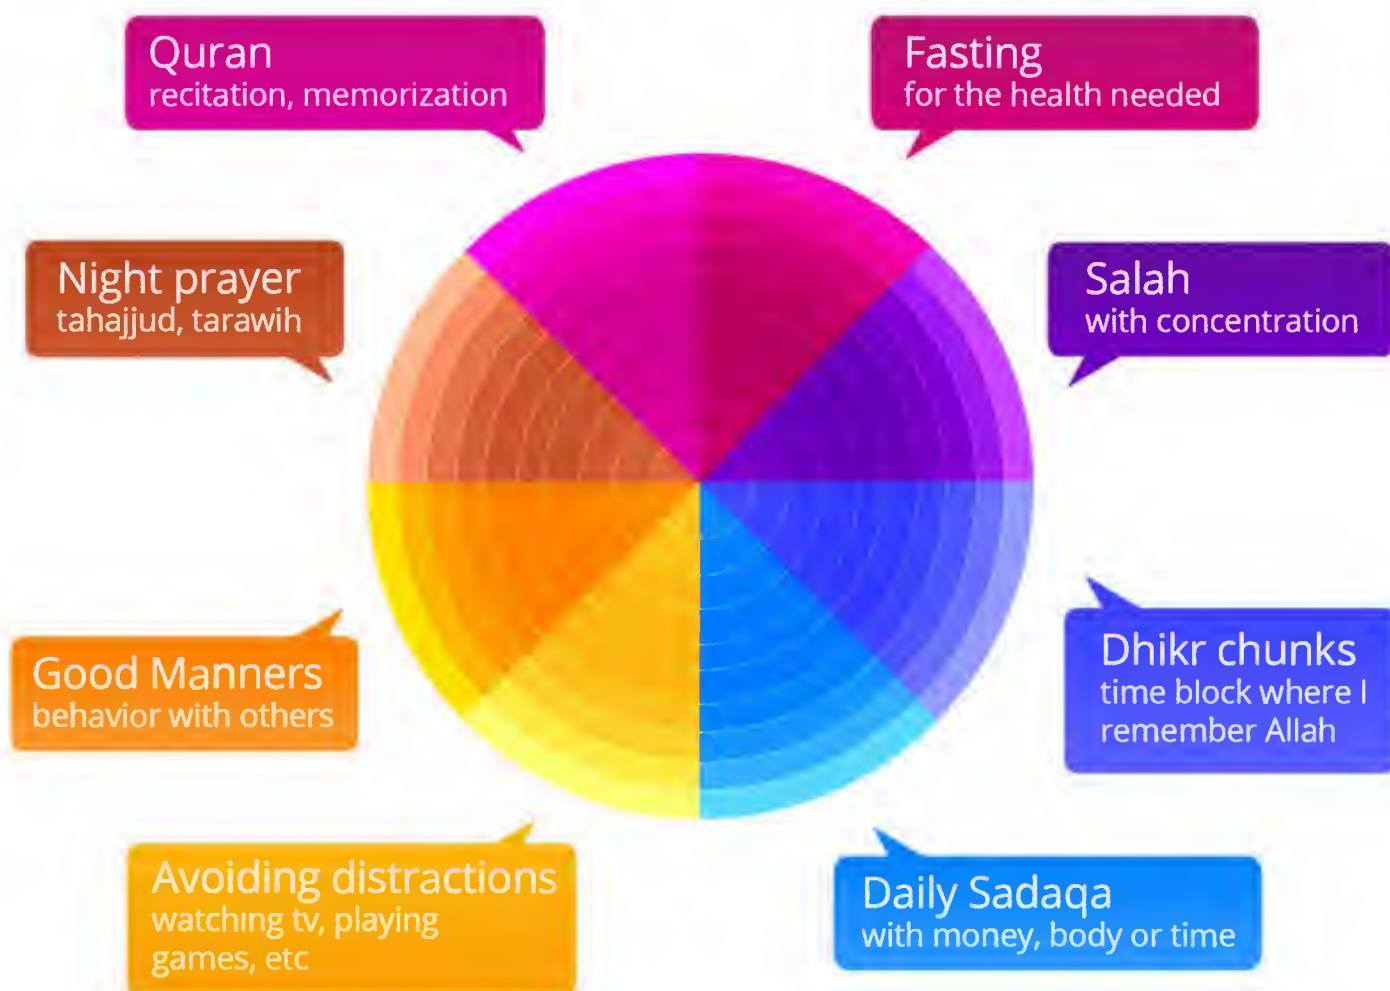 Quran
recitation, memorization
Fasting
for the health needed
Night prayer
tahajjud, tarawih
Salah
with concentration
Good Manners
behavior with others
Dhikr chunks
time block where I
remember Allah
Avoiding distractions
watching tv, playing
games, etc
Daily Sadaqa
with money, body or time